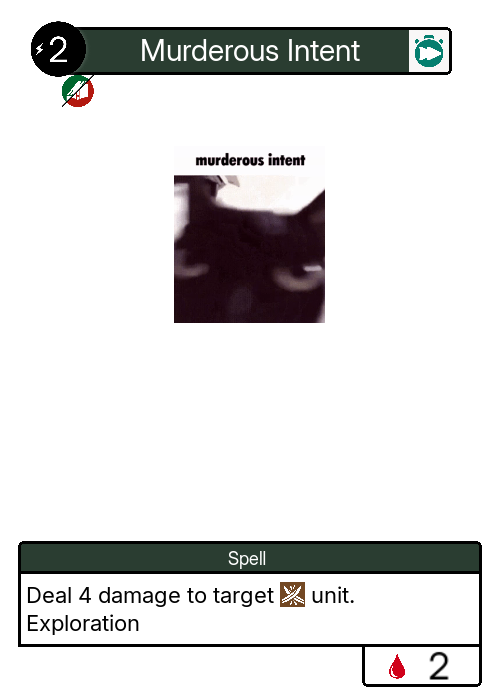 2
Murderous Intent
murderous intent
Spell
Deal 4 damage to target unit.
Exploration
2